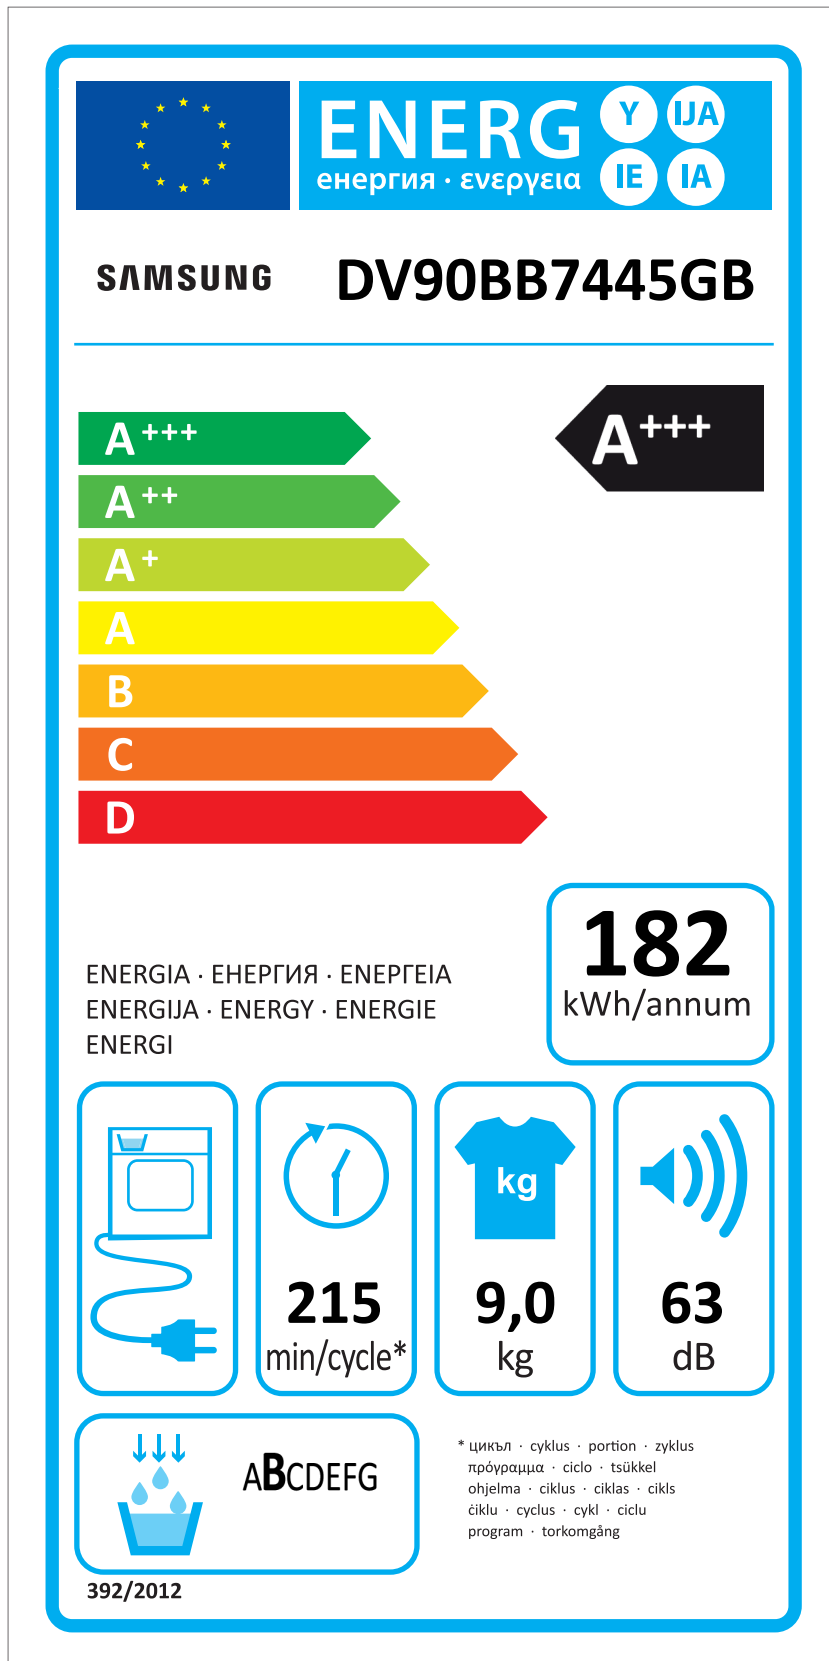 ENERG Y IJA
енергия · ενεργεια IE IA
SAMSUNG DV90BB7445GB
A+++ A+++
A++
A+
A
B
C
D
182
kWh/annum
ENERGIA · ЕНЕРГИЯ · ΕΝΕΡΓΕΙΑ
ENERGIJA · ENERGY · ENERGIE
ENERGI
kg
215
min/cycle*
9,0
kg
63
dB
ABCDEFG
* цикъл · cyklus · portion · zyklus
πρόγραμμα · ciclo · tsükkel
ohjelma · ciklus · ciklas · cikls
ċiklu · cyclus · cykl · ciclu
program · torkomgång
392/2012